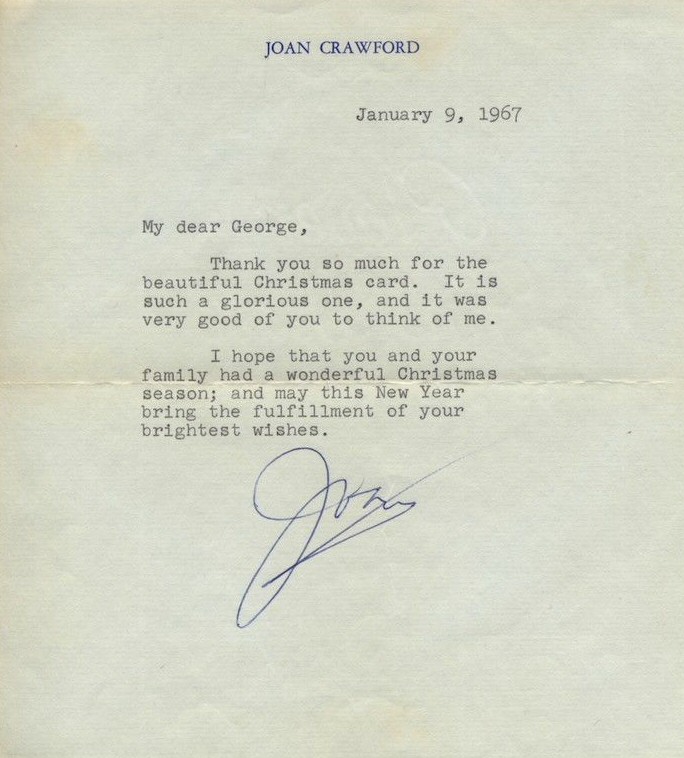 JOAN CRAWFORD
January 9, 1967
My dear George,
Thank you so much for the
beautiful Christmas card. It is
such a glorious one, and it was
very good of you to think of me.
I hope that you and your
family had a wonderful Christmas
season; and may this New Year
bring the fulfillment of your
brightest wishes.
Joan